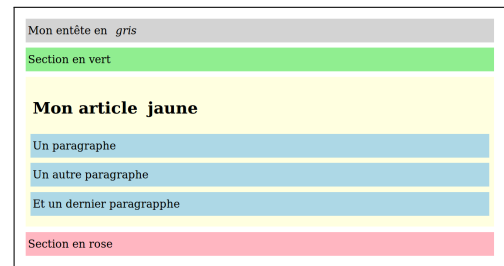 Mon entête en gris
Section en vert
Mon article jaune
Un paragraphe
Un autre paragraphe
Et un dernier paragrapphe
Section en rose